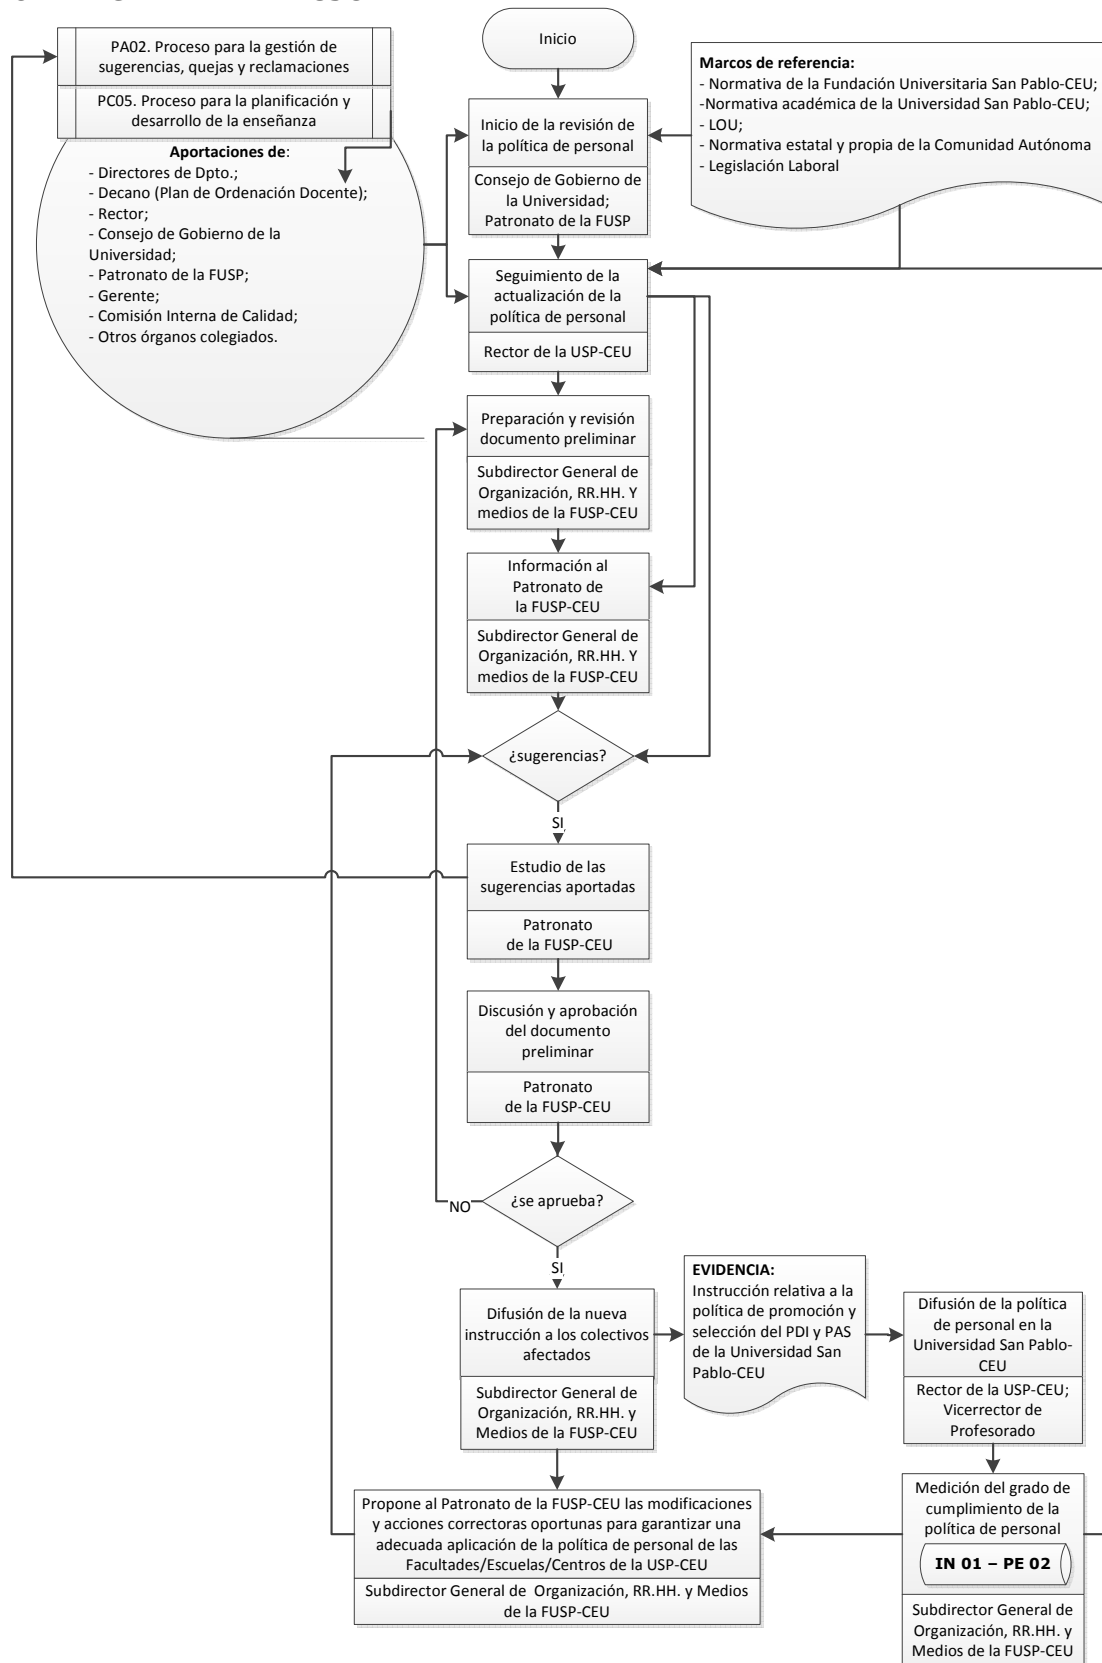 PA02. Proceso para la gestión de
sugerencias, quejas y reclamaciones
PC05. Proceso para la planificación y
desarrollo de la enseñanza
Aportaciones de:
- Directores de Dpto.;
- Decano (Plan de Ordenación Docente);
- Rector;
- Consejo de Gobierno de la
Universidad;
- Patronato de la FUSP;
- Gerente;
- Comisión Interna de Calidad;
- Otros órganos colegiados.
Inicio
Marcos de referencia:
- Normativa de la Fundación Universitaria San Pablo-CEU;
-Normativa académica de la Universidad San Pablo-CEU;
- LOU;
- Normativa estatal y propia de la Comunidad Autónoma
- Legislación Laboral
Inicio de la revisión de
la política de personal
Consejo de Gobierno de
la Universidad;
Patronato de la FUSP
Seguimiento de la
actualización de la
política de personal
Rector de la USP-CEU
Preparación y revisión
documento preliminar
Subdirector General de
Organización, RR.HH. Y
medios de la FUSP-CEU
Información al
Patronato de
la FUSP-CEU
Subdirector General de
Organización, RR.HH. Y
medios de la FUSP-CEU
¿sugerencias?
SI
Estudio de las
sugerencias aportadas
Patronato
de la FUSP-CEU
Discusión y aprobación
del documento
preliminar
Patronato
de la FUSP-CEU
¿se aprueba?
NO
SI
Difusión de la nueva
instrucción a los colectivos
afectados
Subdirector General de
Organización, RR.HH. y
Medios de la FUSP-CEU
EVIDENCIA:
Instrucción relativa a la
política de promoción y
selección del PDI y PAS
de la Universidad San
Pablo-CEU
Difusión de la política
de personal en la
Universidad San Pablo-
CEU
Rector de la USP-CEU;
Vicerrector de
Profesorado
Propone al Patronato de la FUSP-CEU las modificaciones
y acciones correctoras oportunas para garantizar una
adecuada aplicación de la política de personal de las
Facultades/Escuelas/Centros de la USP-CEU
Subdirector General de Organización, RR.HH. y Medios
de la FUSP-CEU
Medición del grado de
cumplimiento de la
política de personal
IN 01 – PE 02
Subdirector General de
Organización, RR.HH. y
Medios de la FUSP-CEU